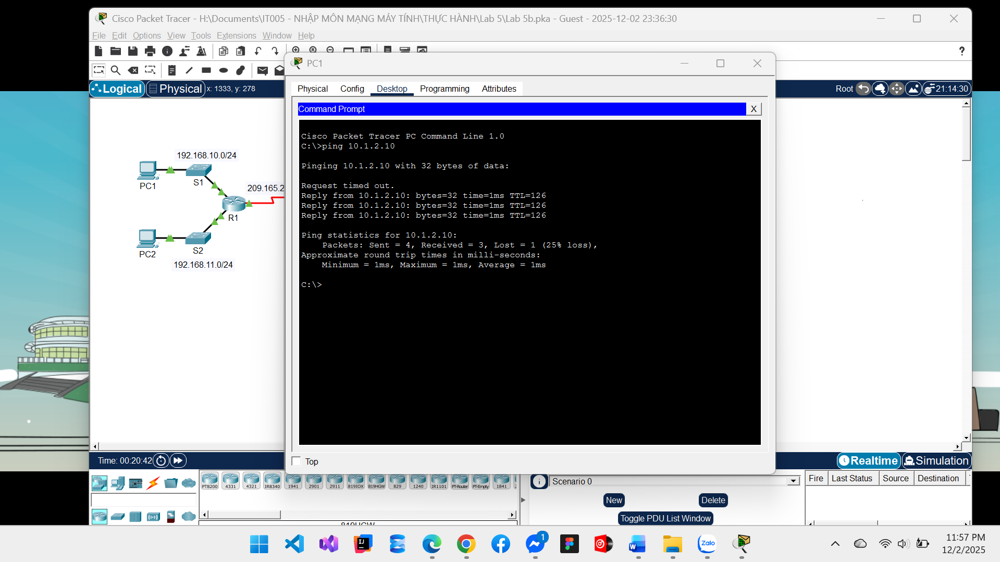 Cisco Packet Tracer - H:\Documents\IT005 - NHẬP MÔN MẠNG MÁY TÍNH\THỰC HÀNH\Lab 5\Lab 5b.pka - Guest - 2025-12-02 23:36:30
File Edit Options View Tools Extensions Window Help
PC1
Logical Physical x: 1333, y: 278
Root 21:14:30
Physical Config Desktop Programming Attributes
Command Prompt X
Cisco Packet Tracer PC Command Line 1.0
C:\>ping 10.1.2.10
Pinging 10.1.2.10 with 32 bytes of data:
Request timed out.
Reply from 10.1.2.10: bytes=32 time=1ms TTL=126
Reply from 10.1.2.10: bytes=32 time=1ms TTL=126
Reply from 10.1.2.10: bytes=32 time=1ms TTL=126
Ping statistics for 10.1.2.10:
Packets: Sent = 4, Received = 3, Lost = 1 (25% loss),
Approximate round trip times in milli-seconds:
Minimum = 1ms, Maximum = 1ms, Average = 1ms
C:\>
192.168.10.0/24
PC1
S1
209.165.2
R1
PC2
S2
192.168.11.0/24
Top
Time: 00:20:42
Realtime Simulation
PT8200 4331 4321 IR8340 1941 2901 2911 819IOX 819HGW 829 1240 IR1101 PT-Router PT-Empty 1841
819HGW
Scenario 0
New Delete
Toggle PDU List Window
Fire Last Status Source Destination
1
Zalo
11:57 PM
12/2/2025